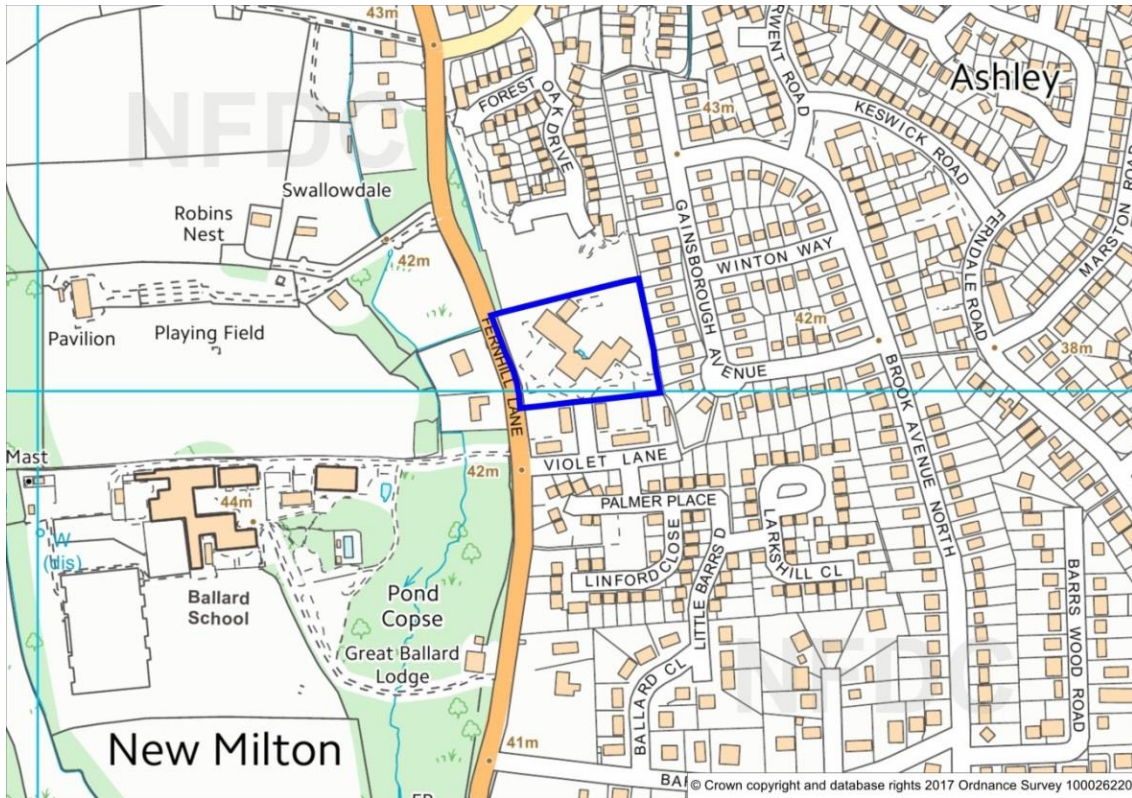 43m
NFDC
Swallowdale
Robins
Nest
42m
Pavilion
Playing Field
FOREST
OAK DRIVE
43m
GAINSBOROUGH
AVENUE
WINTON WAY
42m
KESWICK ROAD
Ashley
FERNDALE ROAD
38m
FERNHILL LANE
BROOK AVENUE NORTH
Mast
W
(dis)
44m
Ballard
School
42m
VIOLET LANE
PALMER PLACE
LINFORD CLOSE
LITTLE BARRS D
LARKSHILL CL
Pond
Copse
Great Ballard
Lodge
NFDC
BALLARD CL
BARRS WOOD ROAD
New Milton
41m
© Crown copyright and database rights 2017 Ordnance Survey 100026220